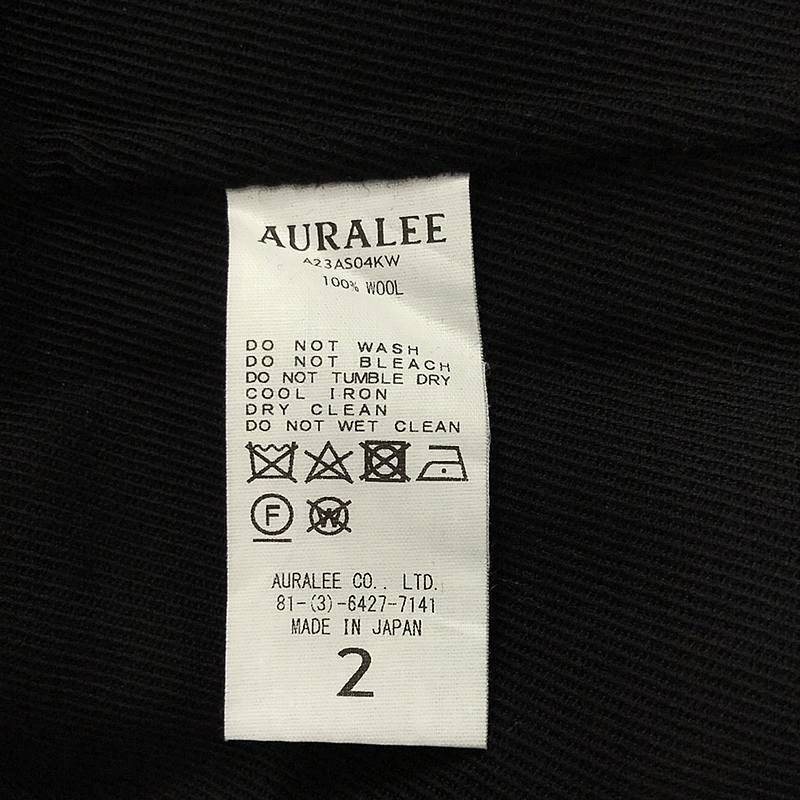 AURALEE
A23AS04KW
100% WOOL
DO NOT WASH
DO NOT BLEACH
DO NOT TUMBLE DRY
COOL IRON
DRY CLEAN
DO NOT WET CLEAN
F W
AURALEE CO., LTD.
81-(3)-6427-7141
MADE IN JAPAN
2